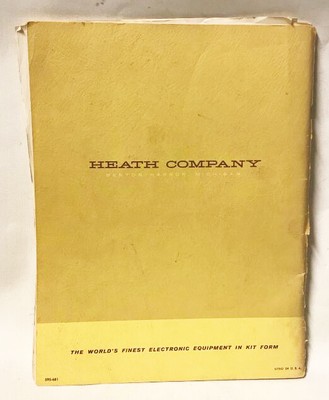 HEATH COMPANY
BENTON HARBOR, MICHIGAN
THE WORLD'S FINEST ELECTRONIC EQUIPMENT IN KIT FORM